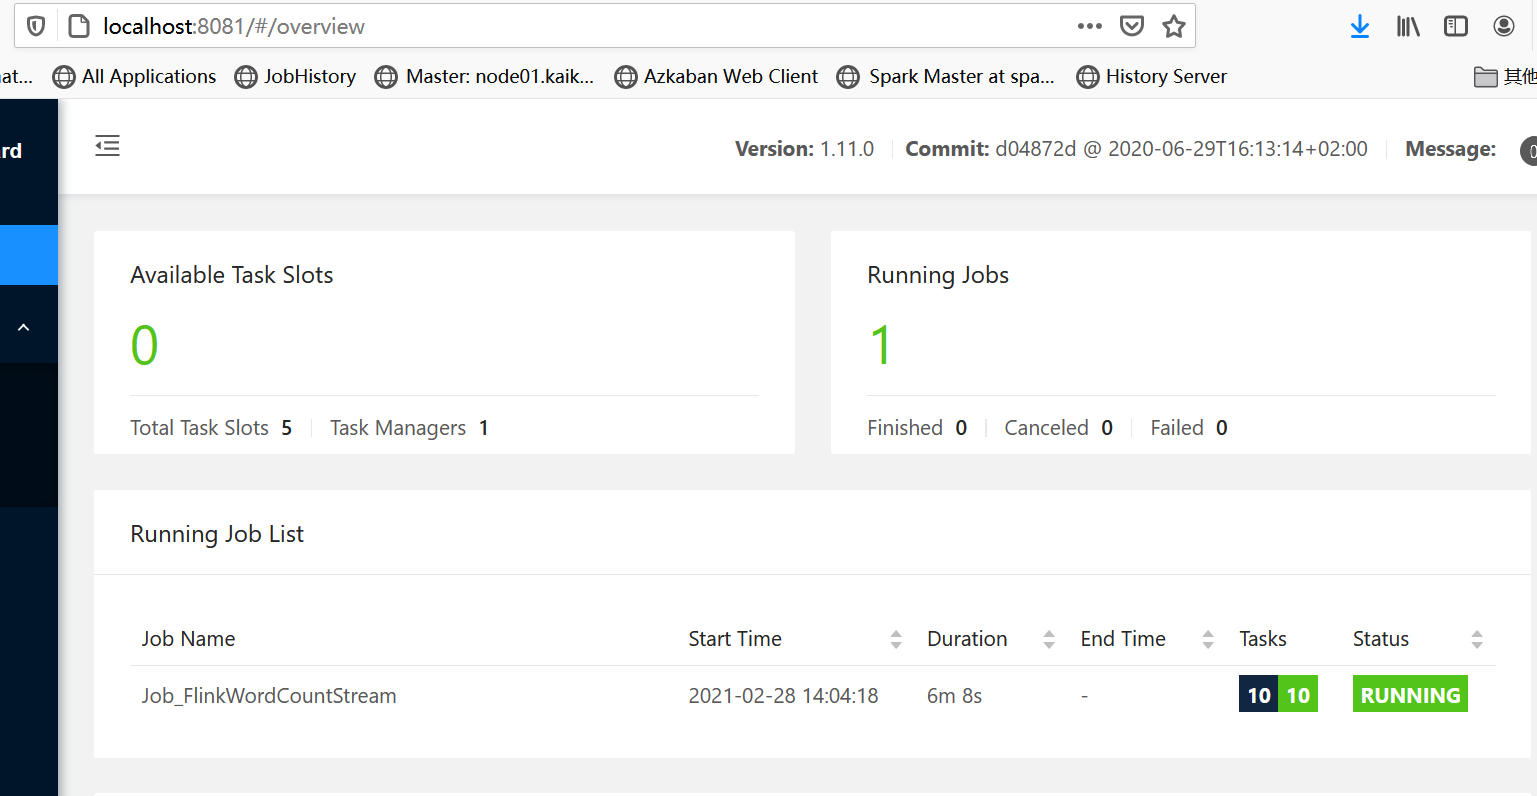 localhost:8081/#/overview
at... All Applications JobHistory Master: node01.kaik... Azkaban Web Client Spark Master at spa... History Server 其他
rd
Version: 1.11.0 Commit: d04872d @ 2020-06-29T16:13:14+02:00 Message: 0
Available Task Slots
0
Total Task Slots 5 Task Managers 1
Running Jobs
1
Finished 0 Canceled 0 Failed 0
Running Job List
Job Name Start Time Duration End Time Tasks Status
Job_FlinkWordCountStream 2021-02-28 14:04:18 6m 8s - 10 10 RUNNING